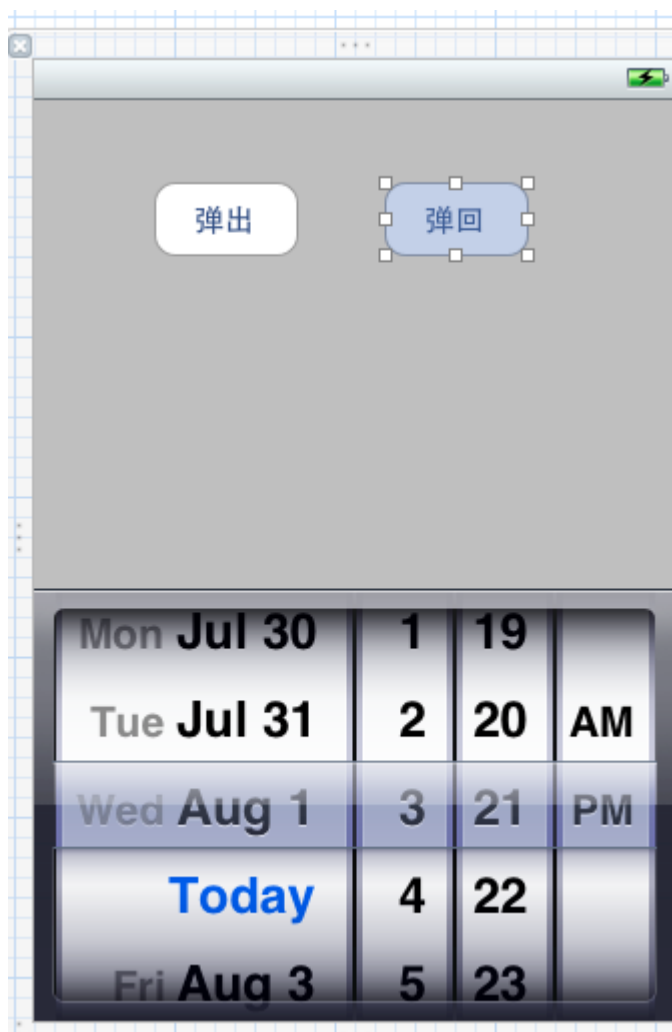 弹出 弹回
Mon Jul 30 1 19
Tue Jul 31 2 20 AM
Wed Aug 1 3 21 PM
Today 4 22
Fri Aug 3 5 23